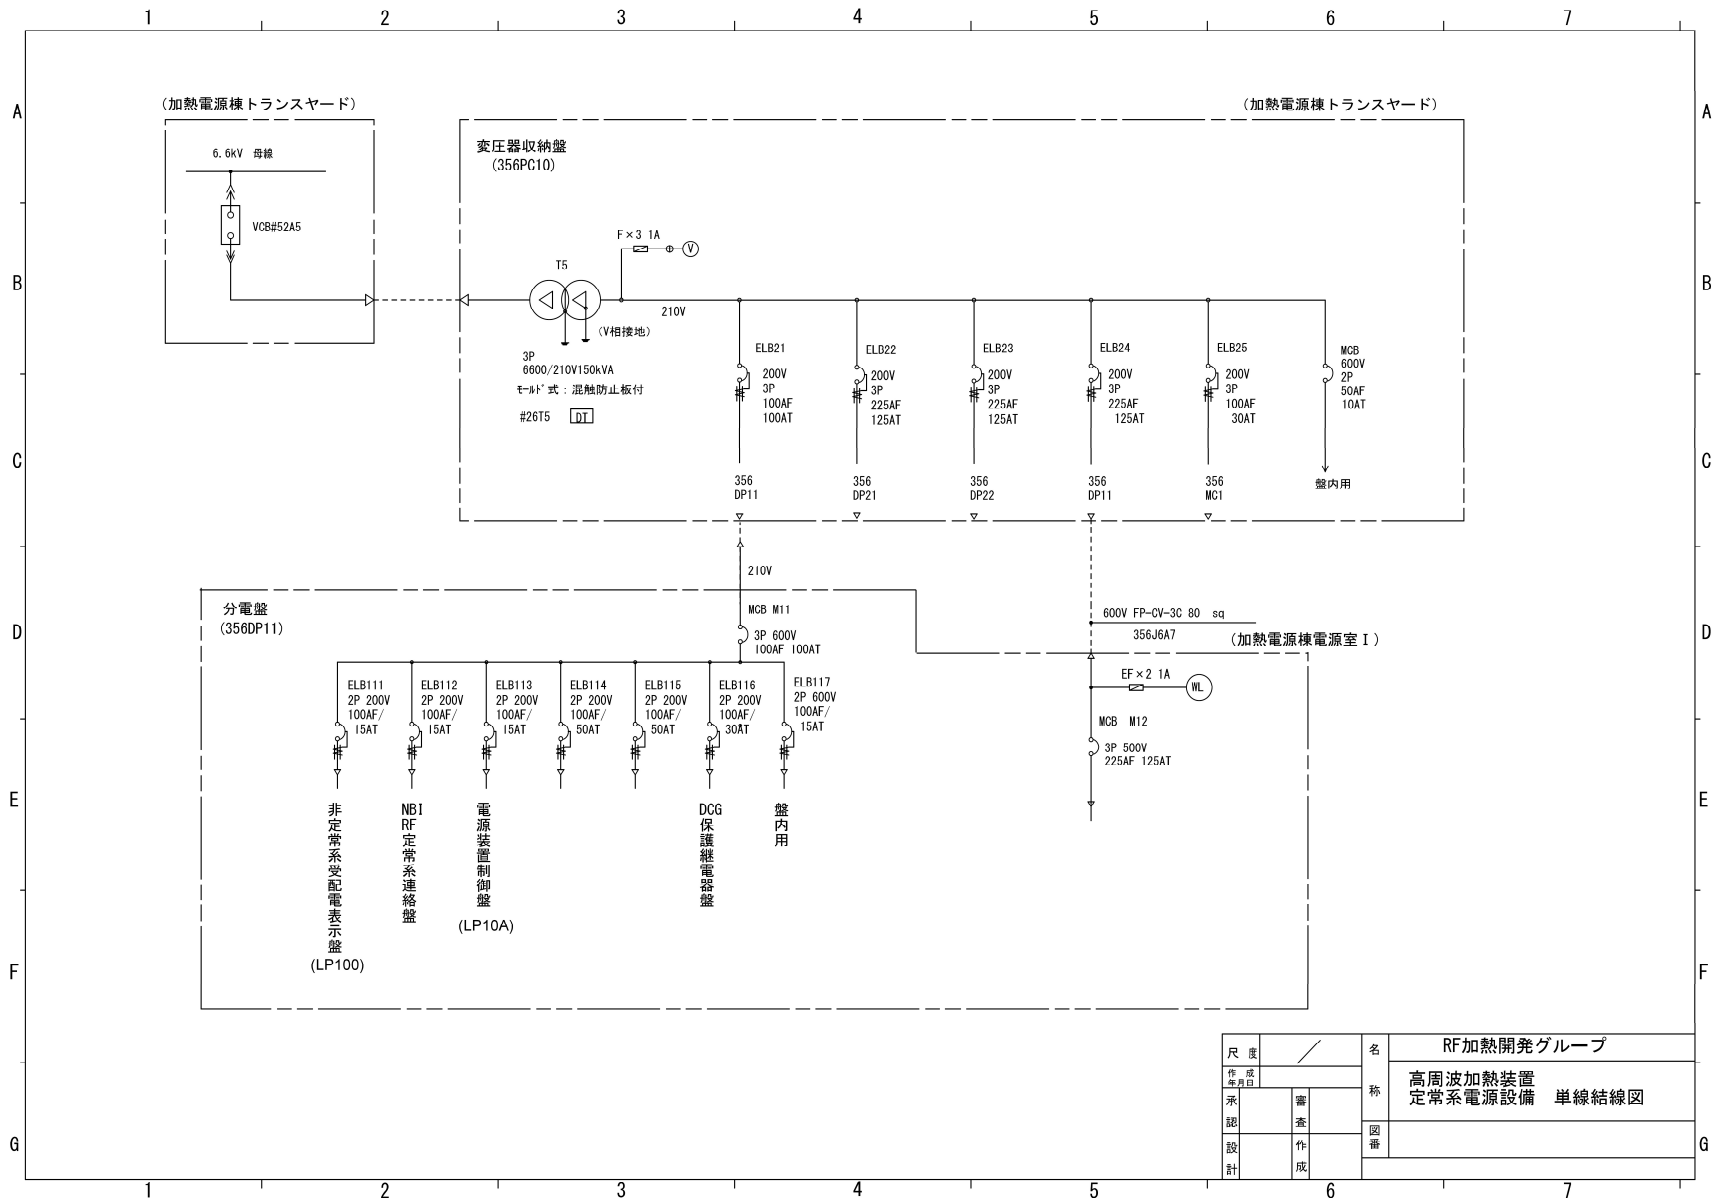 1 2 3 4 5 6 7
A
A
(加熱電源棟トランスヤード)
(加熱電源棟トランスヤード)
6.6kV 母線
VCB#52A5
変圧器収納盤
(356PC10)
B
B
F×3 1A
V
T5
210V
(V相接地)
3P
6600/210V150kVA
モールド式:混触防止板付
#26T5 DT
ELB21
200V
3P
100AF
100AT
ELB22
200V
3P
225AF
125AT
ELB23
200V
3P
225AF
125AT
ELB24
200V
3P
225AF
125AT
ELB25
200V
3P
100AF
30AT
MCB
600V
2P
50AF
10AT
C
C
356
DP11
356
DP21
356
DP22
356
DP11
356
MC1
盤内用
210V
D
D
分電盤
(356DP11)
MCB M11
3P 600V
100AF 100AT
600V FP-CV-3C 80 sq
356J6A7
(加熱電源棟電源室Ⅰ)
EF×2 1A
WL
MCB M12
3P 500V
225AF 125AT
ELB111
2P 200V
100AF/
15AT
ELB112
2P 200V
100AF/
15AT
ELB113
2P 200V
100AF/
15AT
ELB114
2P 200V
100AF/
50AT
ELB115
2P 200V
100AF/
50AT
ELB116
2P 200V
100AF/
30AT
ELB117
2P 600V
100AF/
15AT
E
E
非定常系受配電表示盤
(LP100)
NBI
RF定常系連絡盤
電源装置制御盤
(LP10A)
DCG
保護継電器盤
盤内用
F
F
尺 度
作 成
年月日
承認
審査
設計
作成
名称
RF加熱開発グループ
高周波加熱装置
定常系電源設備 単線結線図
図番
G
G
1 2 3 4 5 6 7